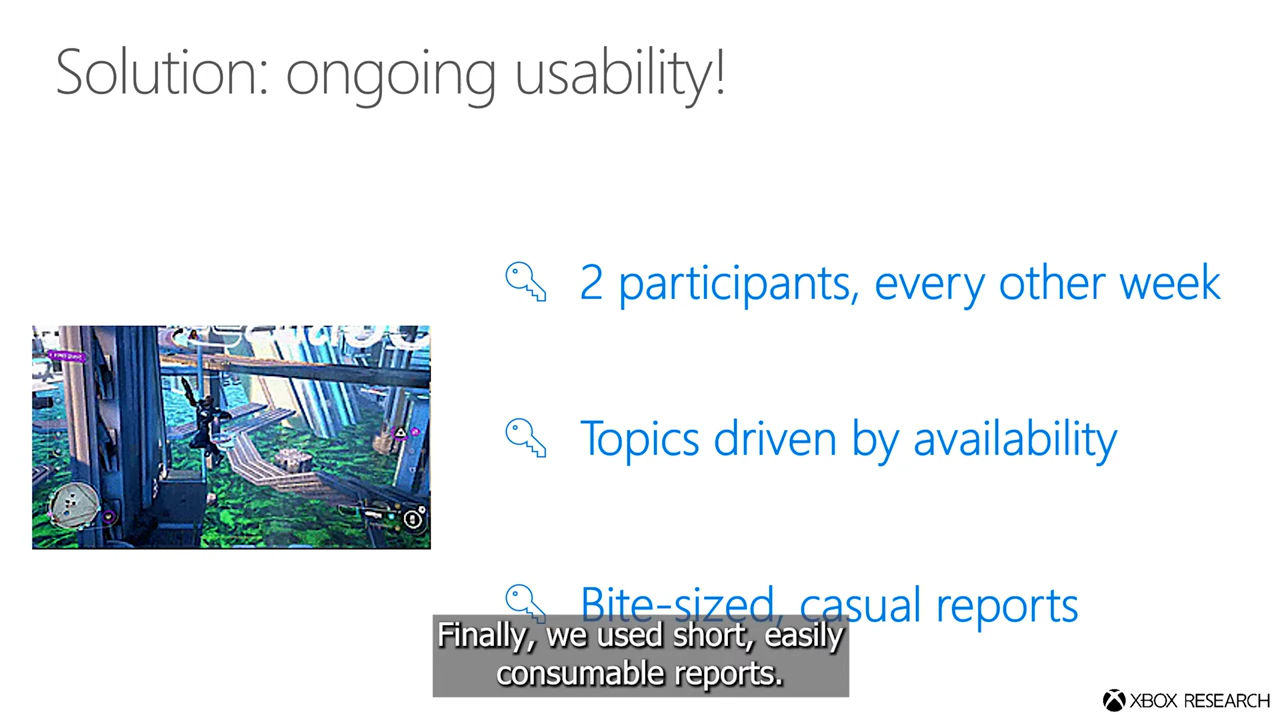 Solution: ongoing usability!
2 participants, every other week
Topics driven by availability
Bite-sized, casual reports
Finally, we used short, easily
consumable reports.
XBOX RESEARCH